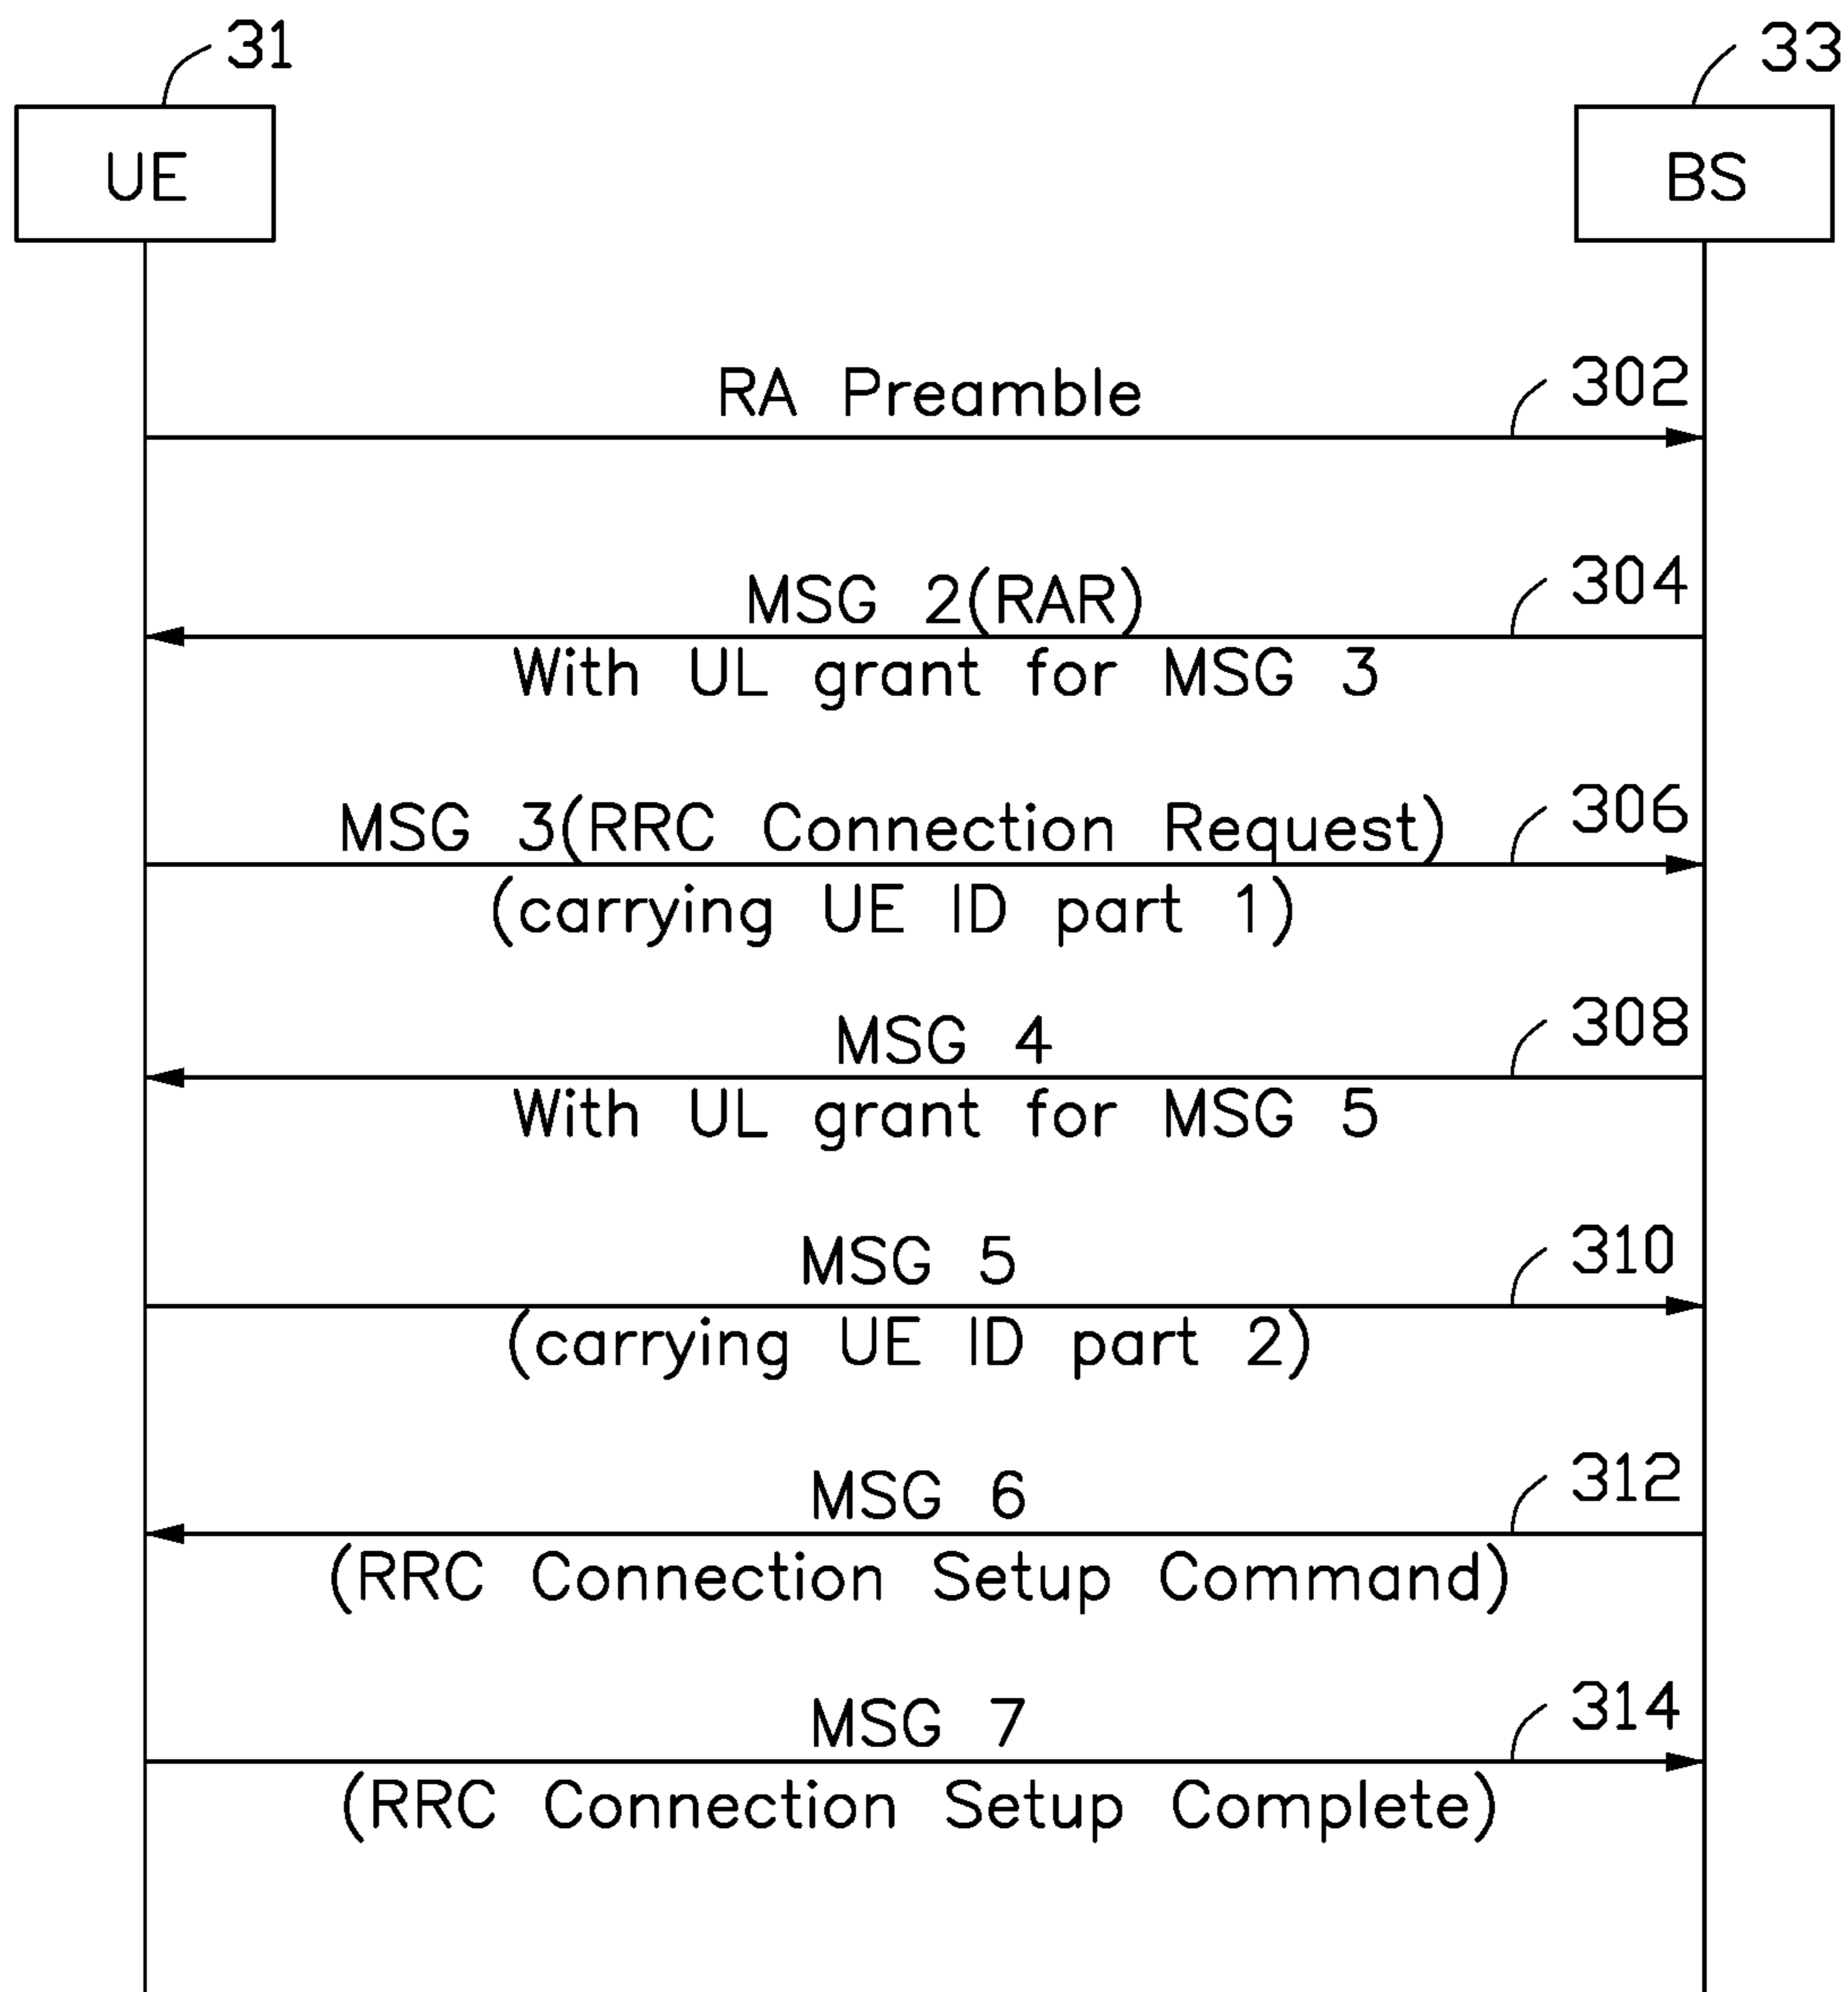 31
33
UE
BS
RA Preamble
302
MSG 2(RAR)
304
With UL grant for MSG 3
MSG 3(RRC Connection Request)
306
(carrying UE ID part 1)
MSG 4
308
With UL grant for MSG 5
MSG 5
310
(carrying UE ID part 2)
MSG 6
312
(RRC Connection Setup Command)
MSG 7
314
(RRC Connection Setup Complete)